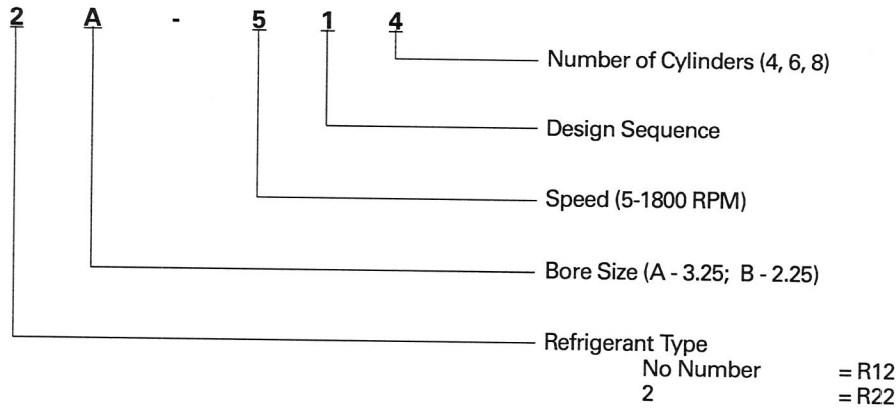 2 A - 5 1 4
Number of Cylinders (4, 6, 8)
Design Sequence
Speed (5-1800 RPM)
Bore Size (A - 3.25; B - 2.25)
Refrigerant Type
No Number = R12
2 = R22